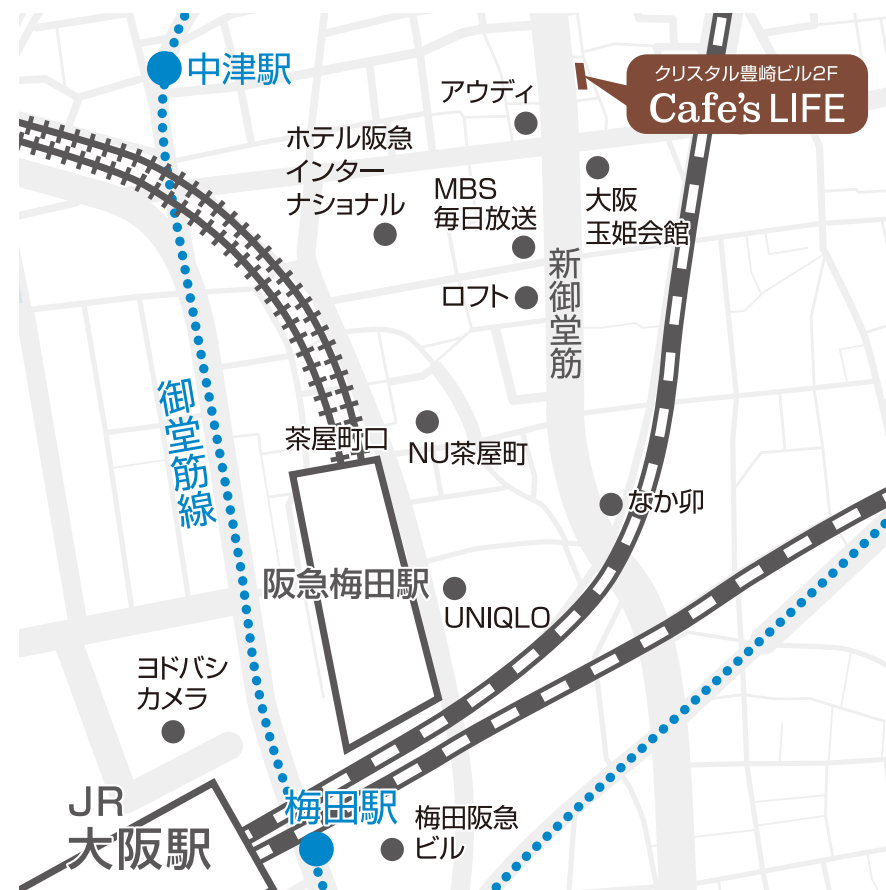 中津駅
クリスタル豊崎ビル2F
Cafe's LIFE
アウディ
ホテル阪急
インター
ナショナル
MBS
毎日放送
大阪
玉姫会館
ロフト
新御堂筋
御堂筋線
茶屋町口
NU茶屋町
なか卯
阪急梅田駅
UNIQLO
ヨドバシ
カメラ
JR
大阪駅
梅田駅
梅田阪急
ビル